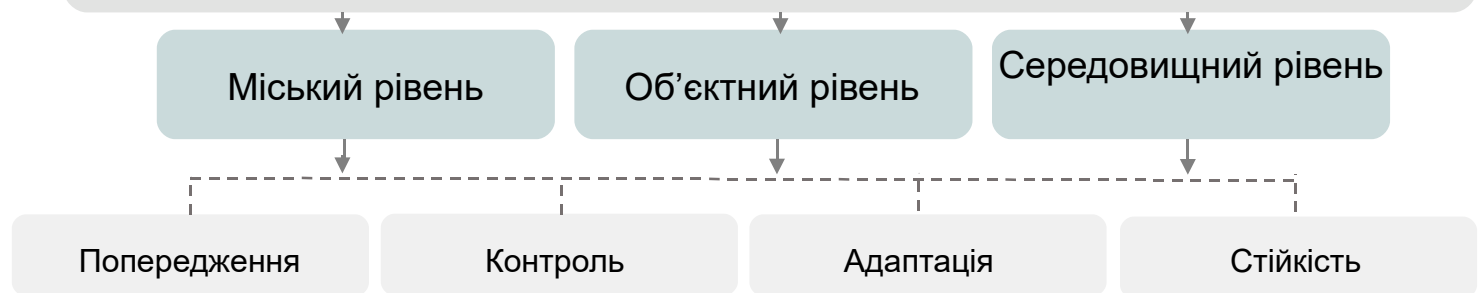 Міський рівень
Об’єктний рівень
Середовищний рівень
Попередження
Контроль
Адаптація
Стійкість